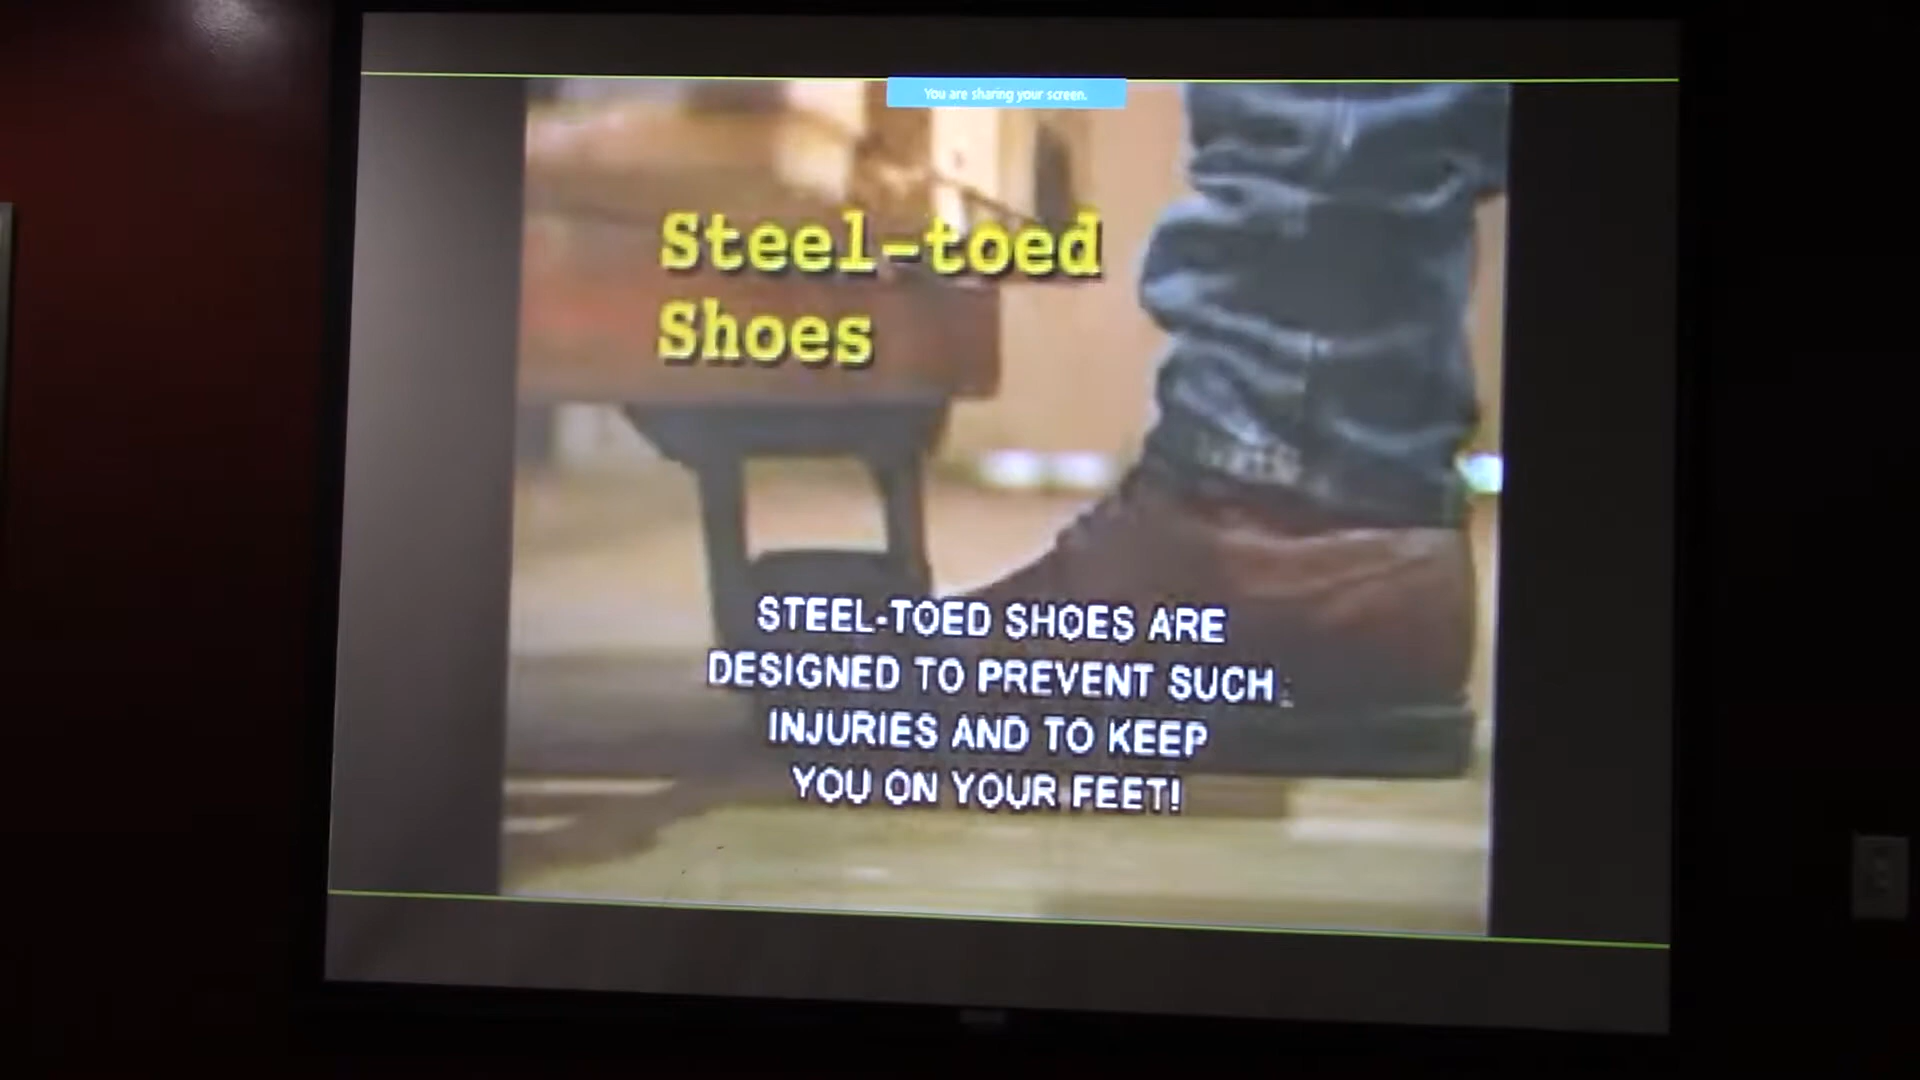 You are sharing your screen.
Steel-toed
Shoes
STEEL-TOED SHOES ARE
DESIGNED TO PREVENT SUCH
INJURIES AND TO KEEP
YOU ON YOUR FEET!